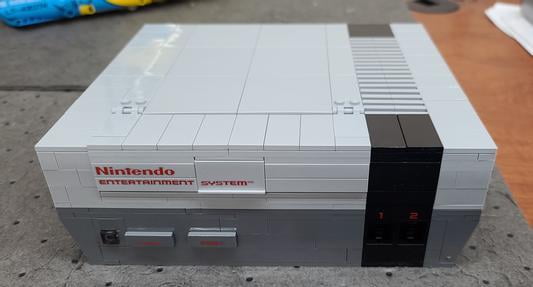 Nintendo
ENTERTAINMENT SYSTEM™
1 2